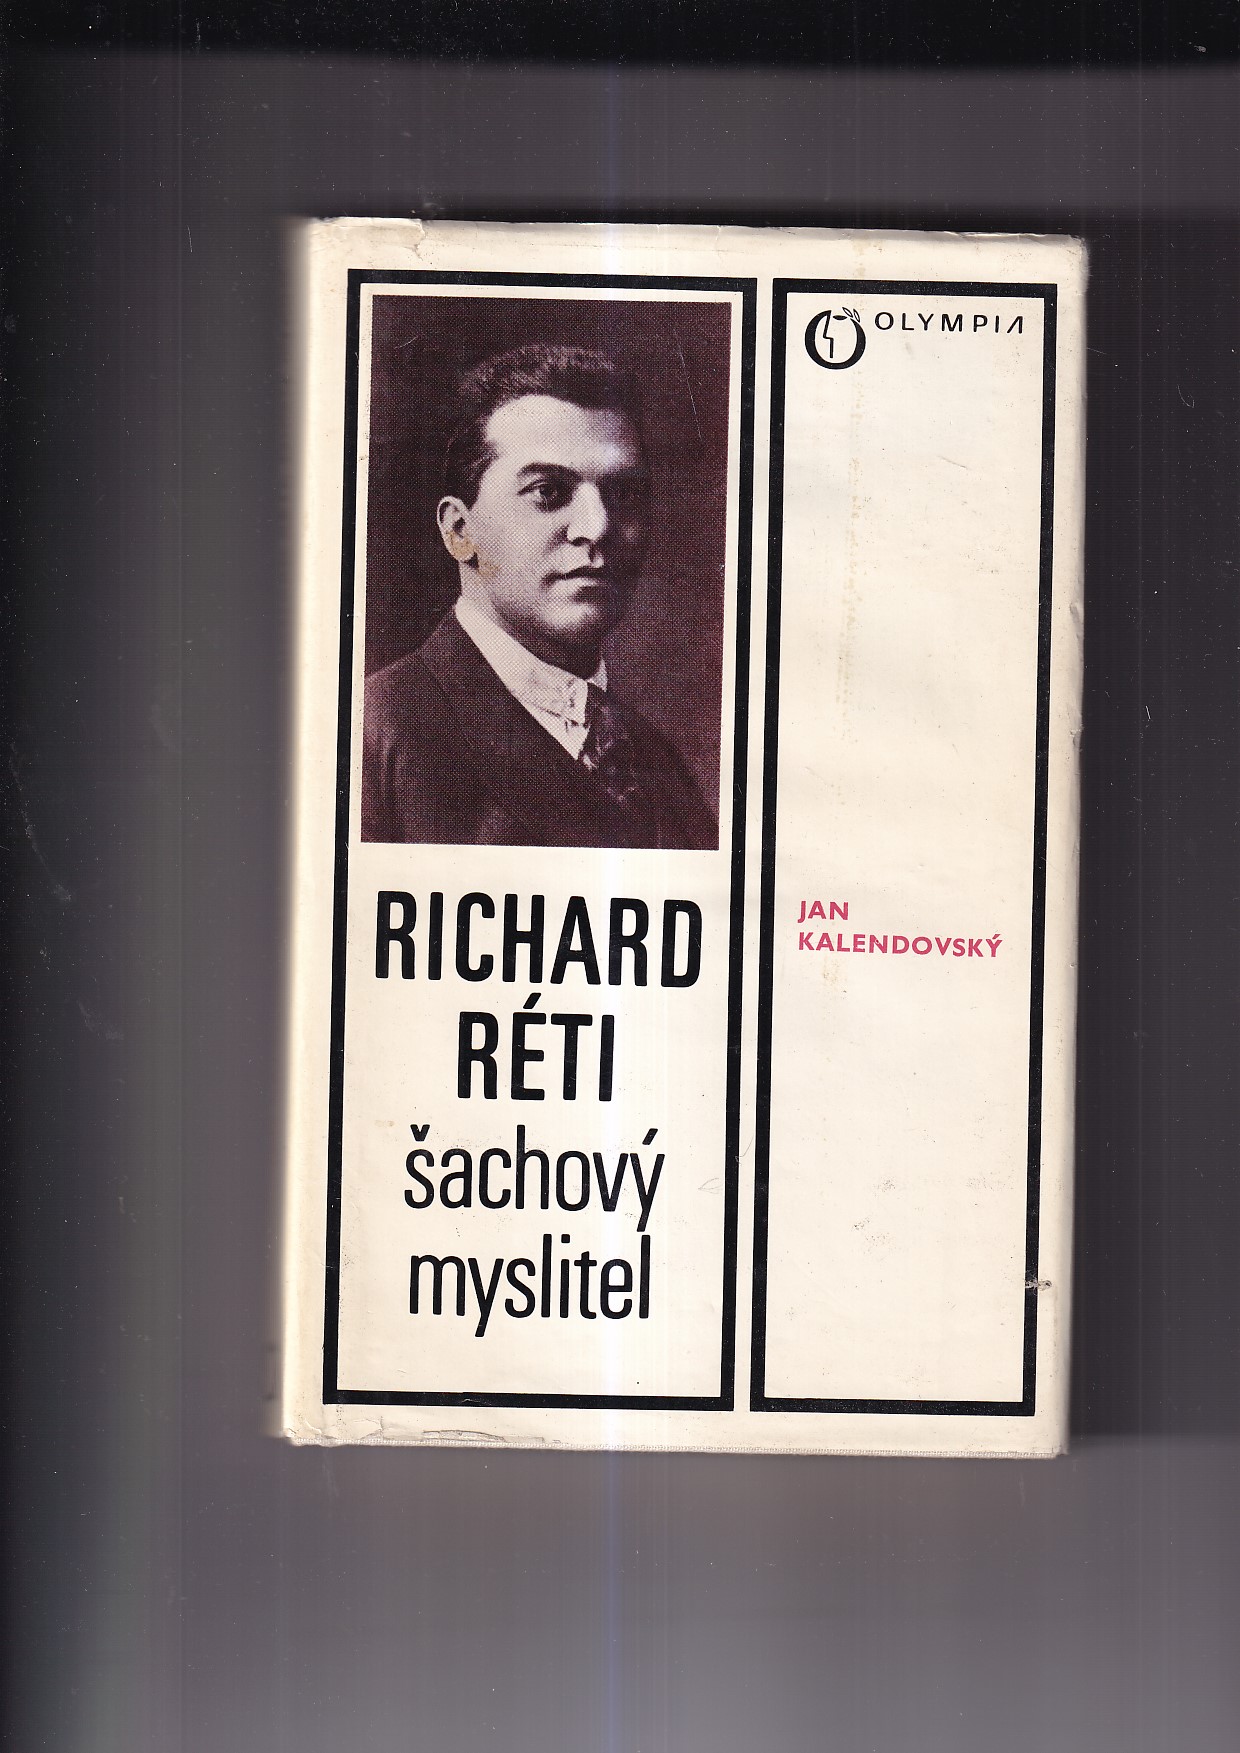 OLYMPIA
RICHARD
RÉTI
šachový
myslitel
JAN
KALENDOVSKÝ